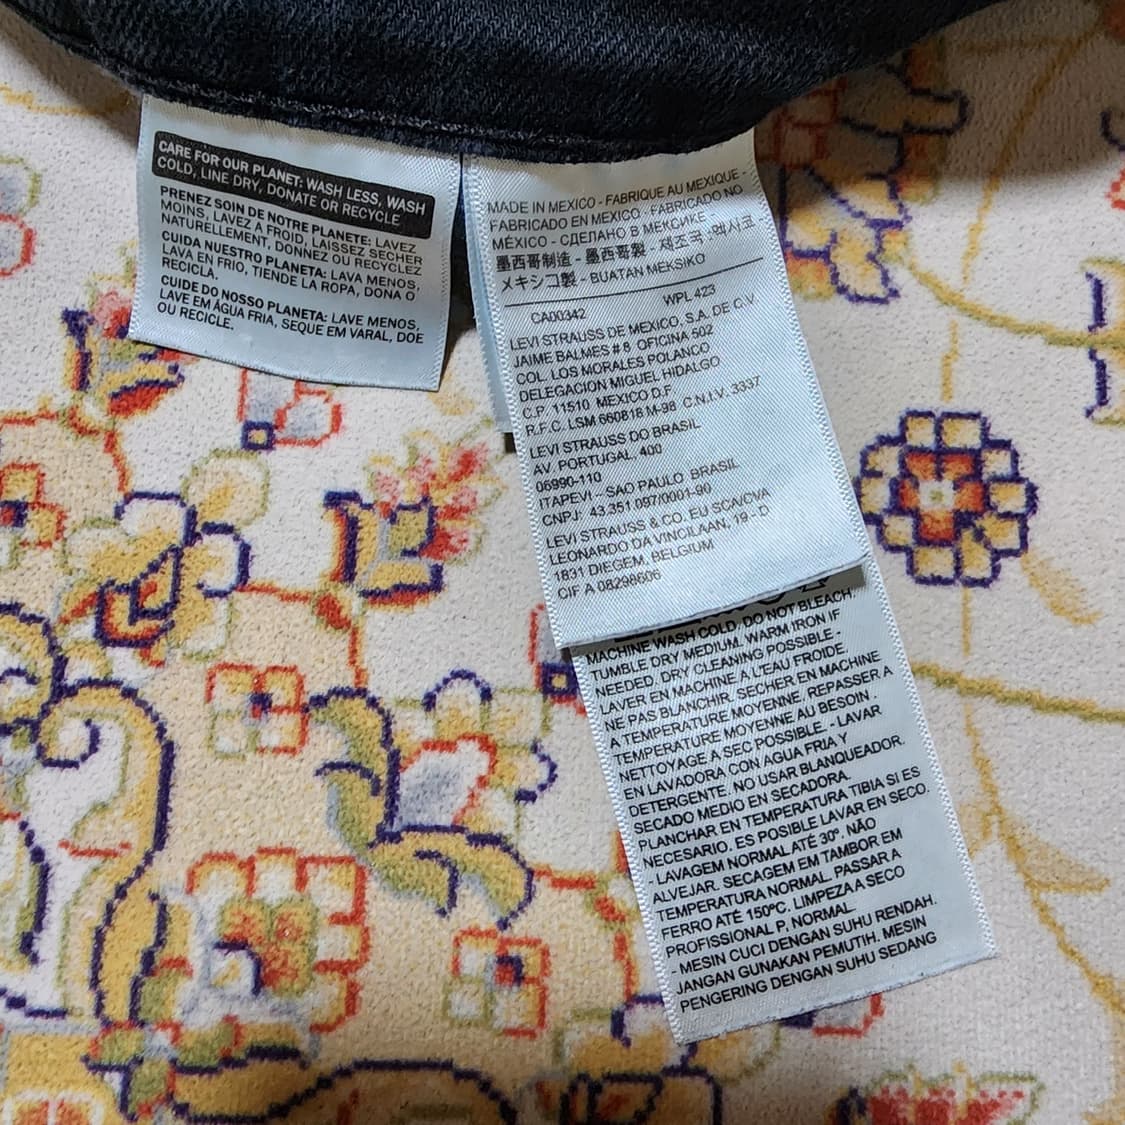 CARE FOR OUR PLANET: WASH LESS, WASH
COLD, LINE DRY, DONATE OR RECYCLE
PRENEZ SOIN DE NOTRE PLANETE: LAVEZ
MOINS, LAVEZ A FROID, LAISSEZ SECHER
NATURELLEMENT, DONNEZ OU RECYCLEZ
CUIDA NUESTRO PLANETA: LAVA MENOS,
LAVA EN FRIO, TIENDE LA ROPA, DONA O
RECICLA.
CUIDE DO NOSSO PLANETA: LAVE MENOS,
LAVE EM ÁGUA FRIA, SEQUE EM VARAL, DOE
OU RECICLE.
MADE IN MEXICO - FABRIQUE AU MEXIQUE -
FABRICADO EN MEXICO - FABRICADO NO
MÉXICO - СДЕЛАНО В МЕКСИКЕ -
墨西哥制造 - 墨西哥製 - 제조국 :멕시코
メキシコ製 - BUATAN MEKSIKO
WPL 423
CA00342
LEVI STRAUSS DE MEXICO, S.A. DE C.V.
JAIME BALMES # 8 OFICINA 502
COL. LOS MORALES POLANCO
DELEGACION MIGUEL HIDALGO
C.P. 11510 MEXICO D.F.
R.F.C. LSM 660818 M-98 C.N.I.V. 3337
LEVI STRAUSS DO BRASIL
AV. PORTUGAL, 400
06990-110
ITAPEVI - SAO PAULO BRASIL
CNPJ: 43.351.097/0001-90
LEVI STRAUSS & CO. EU SCA/CVA
LEONARDO DA VINCILAAN, 19 - D
1831 DIEGEM, BELGIUM
CIF A 08298606
MACHINE WASH COLD. DO NOT BLEACH.
TUMBLE DRY MEDIUM. WARM IRON IF
NEEDED. DRY CLEANING POSSIBLE -
LAVER EN MACHINE À L'EAU FROIDE.
NE PAS BLANCHIR. SECHER EN MACHINE
A TEMPERATURE MOYENNE. REPASSER A
TEMPERATURE MOYENNE AU BESOIN .
NETTOYAGE A SEC POSSIBLE. - LAVAR
EN LAVADORA CON AGUA FRIA Y
DETERGENTE. NO USAR BLANQUEADOR.
SECADO MEDIO EN SECADORA.
PLANCHAR EN TEMPERATURA TIBIA SI ES
NECESARIO. ES POSIBLE LAVAR EN SECO.
- LAVAGEM NORMAL ATÉ 30º. NÃO
ALVEJAR. SECAGEM EM TAMBOR EM
TEMPERATURA NORMAL. PASSAR A
FERRO ATÉ 150ºC. LIMPEZA A SECO
PROFISSIONAL P, NORMAL.
- MESIN CUCI DENGAN SUHU RENDAH.
JANGAN GUNAKAN PEMUTIH. MESIN
PENGERING DENGAN SUHU SEDANG